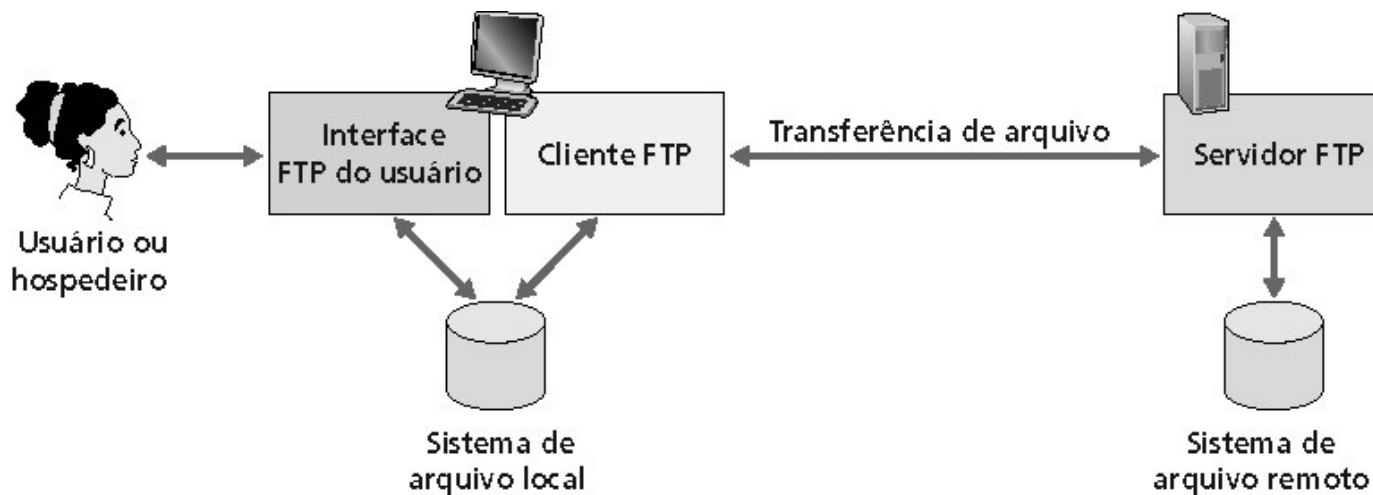 Interface
FTP do usuário
Cliente FTP
Transferência de arquivo
Servidor FTP
Usuário ou
hospedeiro
Sistema de
arquivo local
Sistema de
arquivo remoto